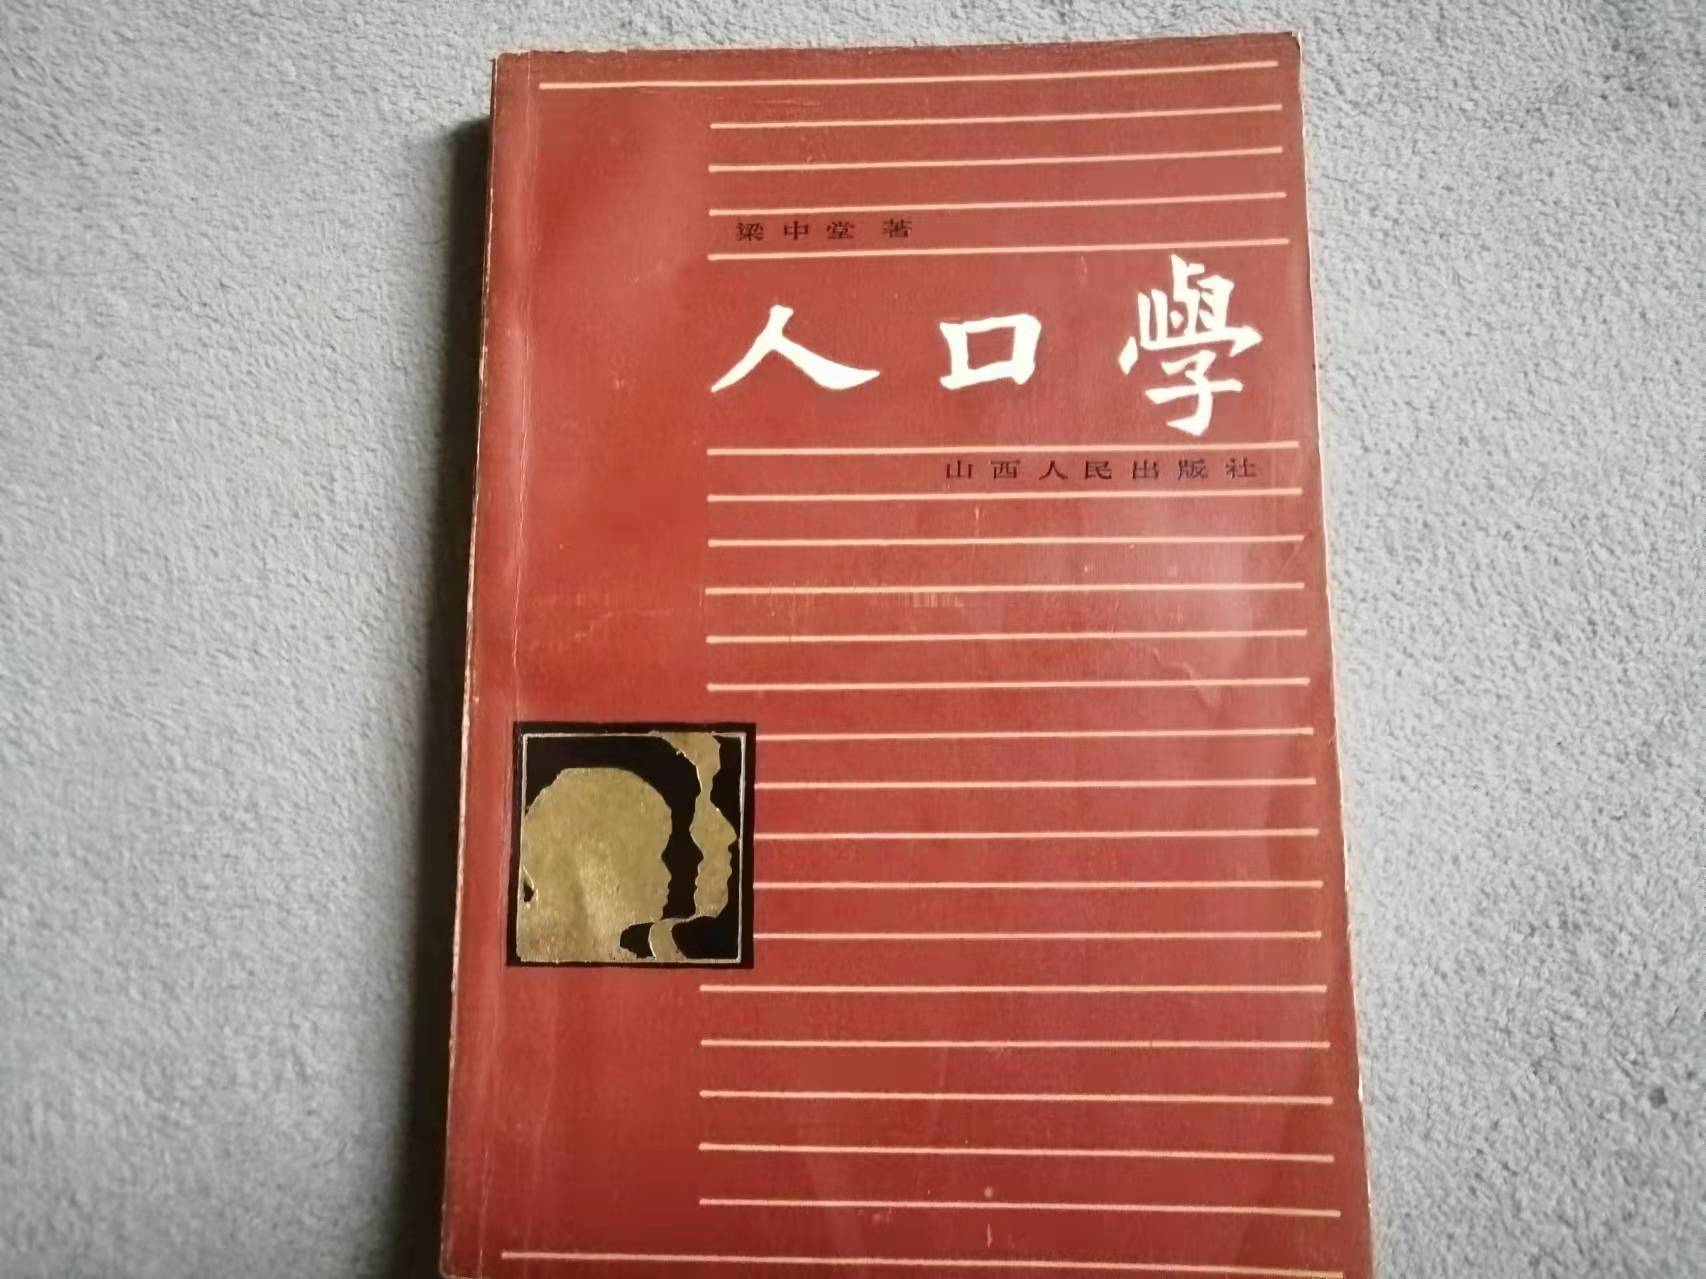 梁中堂 著
人口學
山西人民出版社